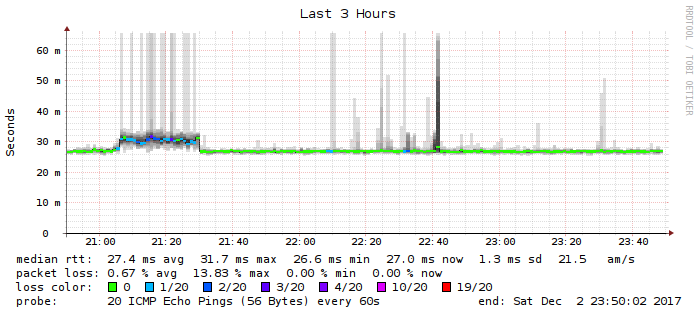 Last 3 Hours
RRDTOOL / TOBI OETIKER
Seconds
60 m
50 m
40 m
30 m
20 m
10 m
0
21:00 21:20 21:40 22:00 22:20 22:40 23:00 23:20 23:40
median rtt: 27.4 ms avg 31.7 ms max 26.6 ms min 27.0 ms now 1.3 ms sd 21.5 am/s
packet loss: 0.67 % avg 13.83 % max 0.00 % min 0.00 % now
loss color: 0 1/20 2/20 3/20 4/20 10/20 19/20
probe: 20 ICMP Echo Pings (56 Bytes) every 60s end: Sat Dec 2 23:50:02 2017